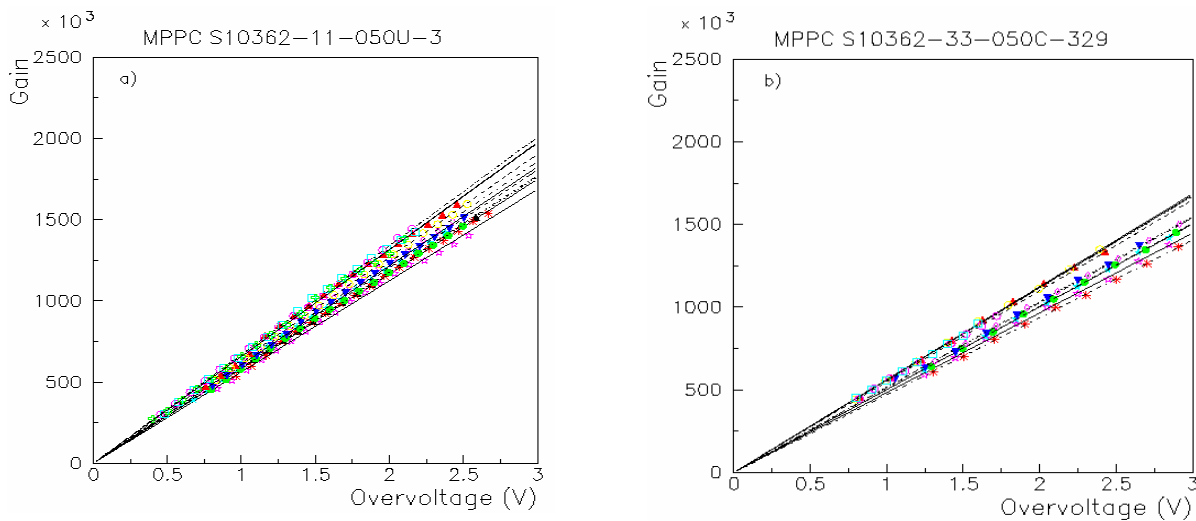 × 10³
MPPC S10362-11-050U-3
Gain
a)
2500
2000
1500
1000
500
0
0 0.5 1 1.5 2 2.5 3
Overvoltage (V)
× 10³
MPPC S10362-33-050C-329
Gain
b)
2500
2000
1500
1000
500
0
0 0.5 1 1.5 2 2.5 3
Overvoltage (V)